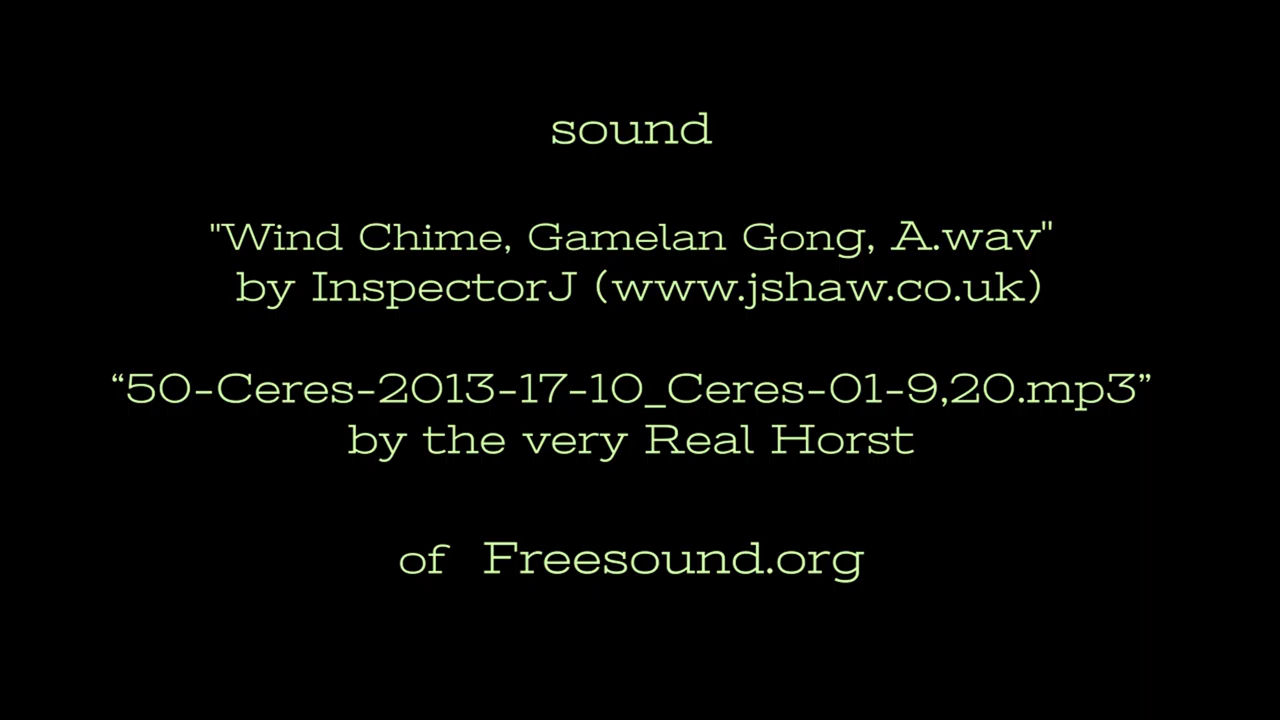 sound
"Wind Chime, Gamelan Gong, A.wav"
by InspectorJ (www.jshaw.co.uk)
“50-Ceres-2013-17-10_Ceres-01-9,20.mp3”
by the very Real Horst
of Freesound.org